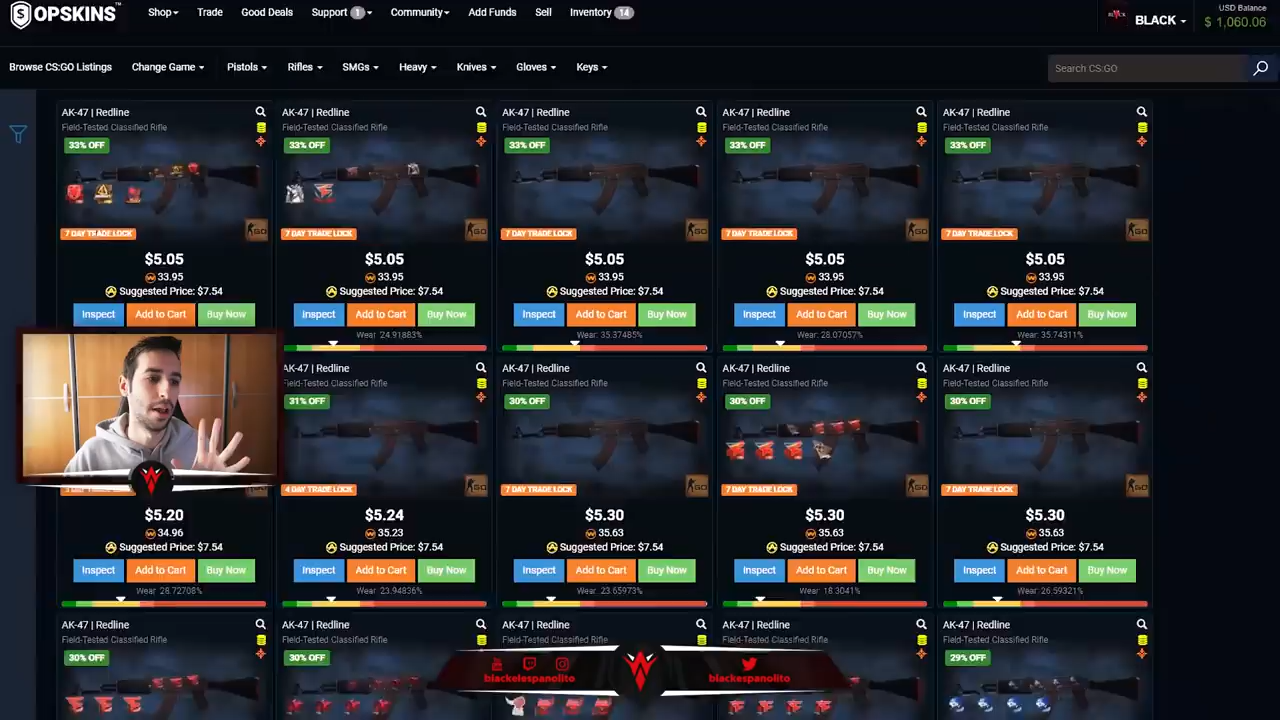 OPSKINS™
Shop Trade Good Deals Support 1 Community Add Funds Sell Inventory 14
BLACK
USD Balance
$ 1,060.06
Browse CS:GO Listings Change Game Pistols Rifles SMGs Heavy Knives Gloves Keys
Search CS:GO
AK-47 | Redline AK-47 | Redline AK-47 | Redline AK-47 | Redline AK-47 | Redline
Field-Tested Classified Rifle Field-Tested Classified Rifle Field-Tested Classified Rifle Field-Tested Classified Rifle Field-Tested Classified Rifle
33% OFF 33% OFF 33% OFF 33% OFF 33% OFF
7 DAY TRADE LOCK 7 DAY TRADE LOCK 7 DAY TRADE LOCK 7 DAY TRADE LOCK 7 DAY TRADE LOCK
$5.05 $5.05 $5.05 $5.05 $5.05
33.95 33.95 33.95 33.95 33.95
Suggested Price: $7.54 Suggested Price: $7.54 Suggested Price: $7.54 Suggested Price: $7.54 Suggested Price: $7.54
Inspect Add to Cart Buy Now Inspect Add to Cart Buy Now Inspect Add to Cart Buy Now Inspect Add to Cart Buy Now Inspect Add to Cart Buy Now
Wear: 24.91883% Wear: 35.37485% Wear: 28.07057% Wear: 35.74311%
AK-47 | Redline AK-47 | Redline AK-47 | Redline AK-47 | Redline
Field-Tested Classified Rifle Field-Tested Classified Rifle Field-Tested Classified Rifle Field-Tested Classified Rifle
31% OFF 30% OFF 30% OFF 30% OFF
4 DAY TRADE LOCK 7 DAY TRADE LOCK 7 DAY TRADE LOCK 7 DAY TRADE LOCK
$5.20 $5.24 $5.30 $5.30 $5.30
34.96 35.23 35.63 35.63 35.63
Suggested Price: $7.54 Suggested Price: $7.54 Suggested Price: $7.54 Suggested Price: $7.54 Suggested Price: $7.54
Inspect Add to Cart Buy Now Inspect Add to Cart Buy Now Inspect Add to Cart Buy Now Inspect Add to Cart Buy Now Inspect Add to Cart Buy Now
Wear: 28.72708% Wear: 23.94836% Wear: 23.65973% Wear: 18.3041% Wear: 26.59321%
AK-47 | Redline AK-47 | Redline AK-47 | Redline AK-47 | Redline AK-47 | Redline
Field-Tested Classified Rifle Field-Tested Classified Rifle Field-Tested Classified Rifle Field-Tested Classified Rifle Field-Tested Classified Rifle
30% OFF 30% OFF 29% OFF
blackelespanolito blackespanolito